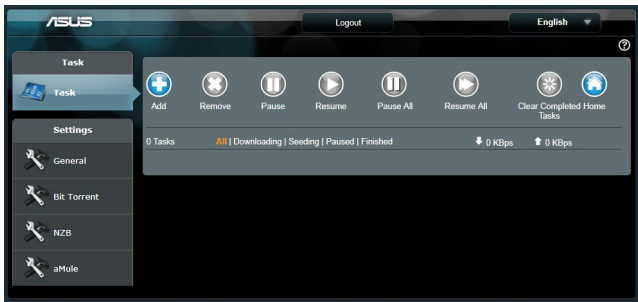 ASUS
Logout
English
?
Task
Task
Settings
General
Bit Torrent
NZB
aMule
Add
Remove
Pause
Resume
Pause All
Resume All
Clear Completed Tasks
Home
0 Tasks
All | Downloading | Seeding | Paused | Finished
0 KBps
0 KBps